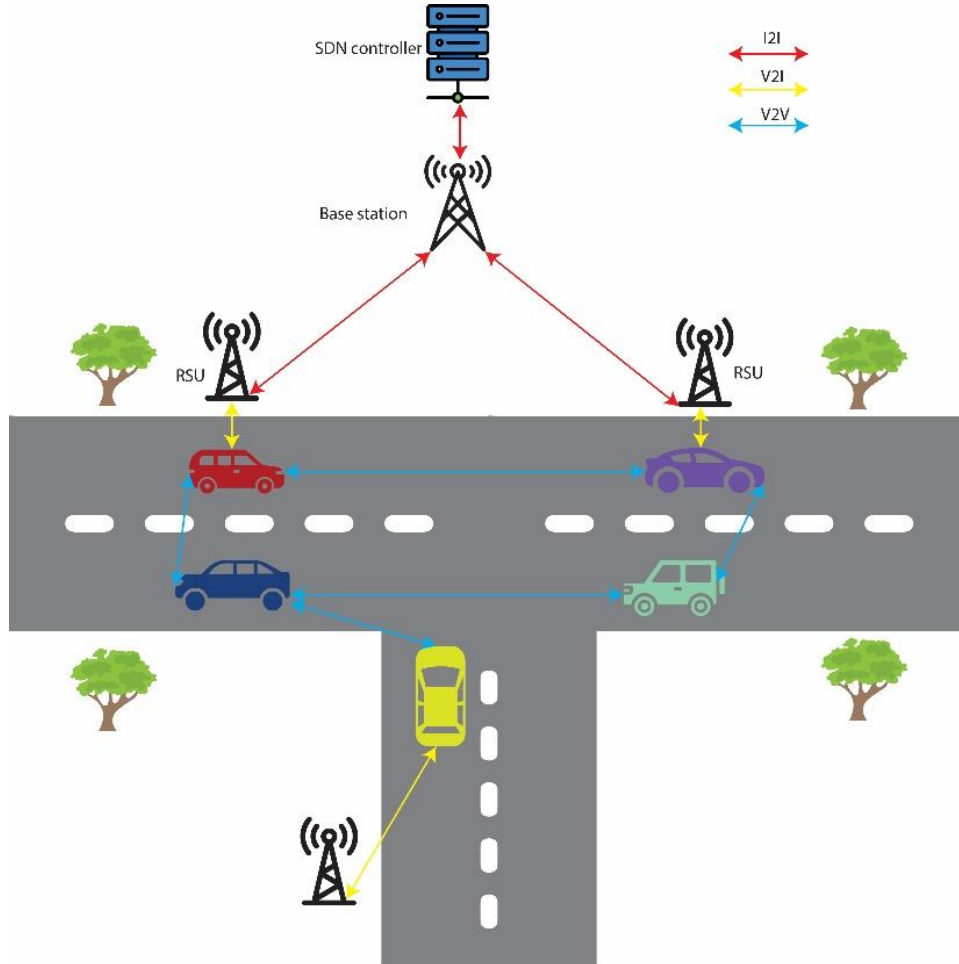 SDN controller
I2I
V2I
V2V
Base station
RSU
RSU